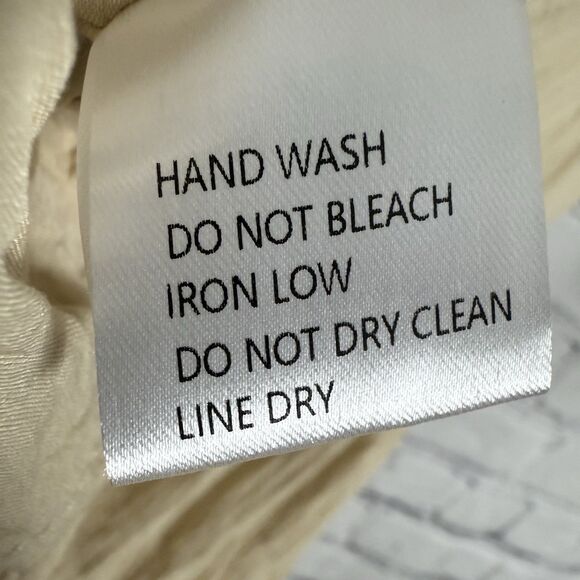 HAND WASH
DO NOT BLEACH
IRON LOW
DO NOT DRY CLEAN
LINE DRY